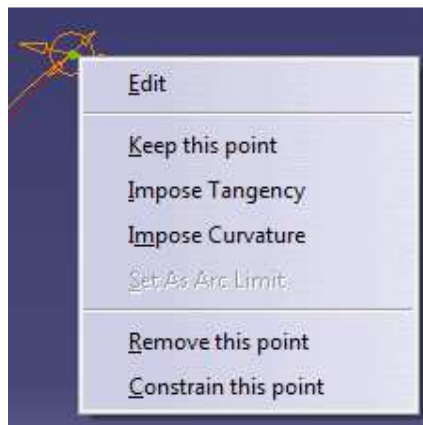 Edit
Keep this point
Impose Tangency
Impose Curvature
Set As Arc Limit
Remove this point
Constrain this point